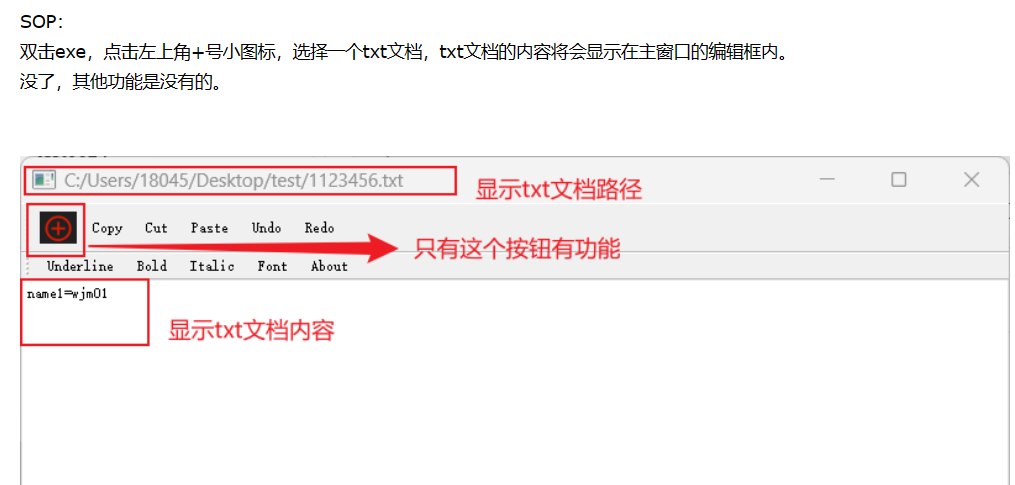 SOP：
双击exe，点击左上角+号小图标，选择一个txt文档，txt文档的内容将会显示在主窗口的编辑框内。
没了，其他功能是没有的。
C:/Users/18045/Desktop/test/1123456.txt
显示txt文档路径
Copy Cut Paste Undo Redo
只有这个按钮有功能
Underline Bold Italic Font About
name1=wjm01
显示txt文档内容